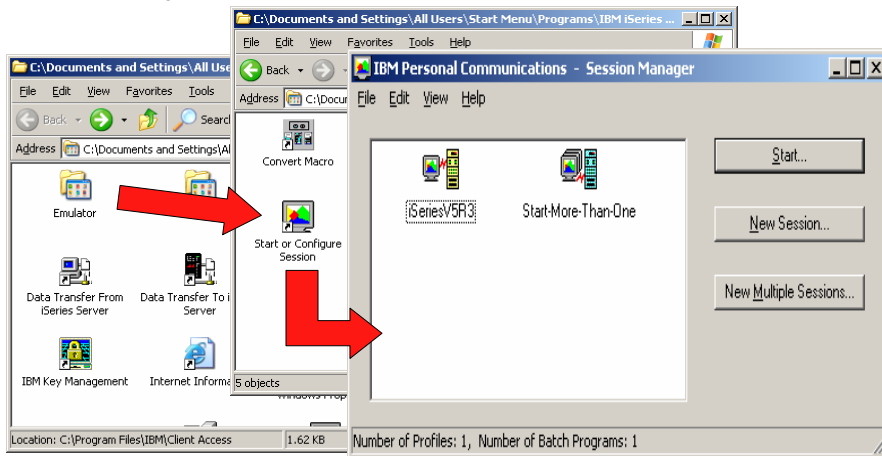 C:\Documents and Settings\All Use
File Edit View Favorites Tools
Back Searc
Address C:\Documents and Settings\Al
Emulator
Data Transfer From
iSeries Server
Data Transfer To i
Server
IBM Key Management
Internet Informa
Location: C:\Program Files\IBM\Client Access
1.62 KB
C:\Documents and Settings\All Users\Start Menu\Programs\IBM iSeries ...
File Edit View Favorites Tools Help
Back
Address C:\Docur
Convert Macro
Start or Configure
Session
5 objects
IBM Personal Communications - Session Manager
File Edit View Help
iSeriesV5R3
Start-More-Than-One
Start...
New Session...
New Multiple Sessions...
Number of Profiles: 1, Number of Batch Programs: 1